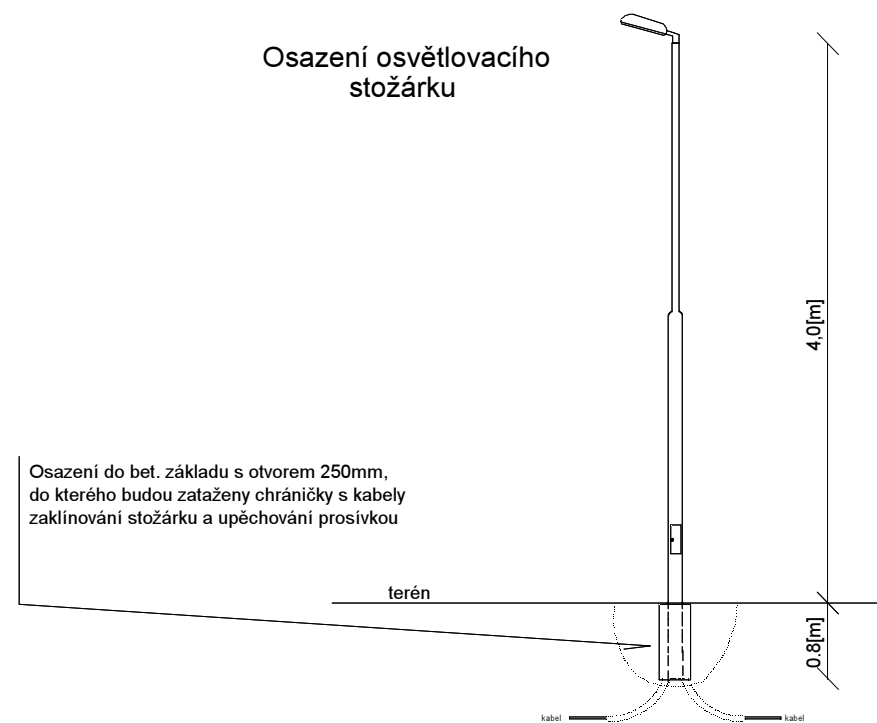 Osazení osvětlovacího
stožárku
4,0[m]
Osazení do bet. základu s otvorem 250mm,
do kterého budou zataženy chráničky s kabely
zaklínování stožárku a upěchování prosívkou
terén
0.8[m]
kabel
kabel